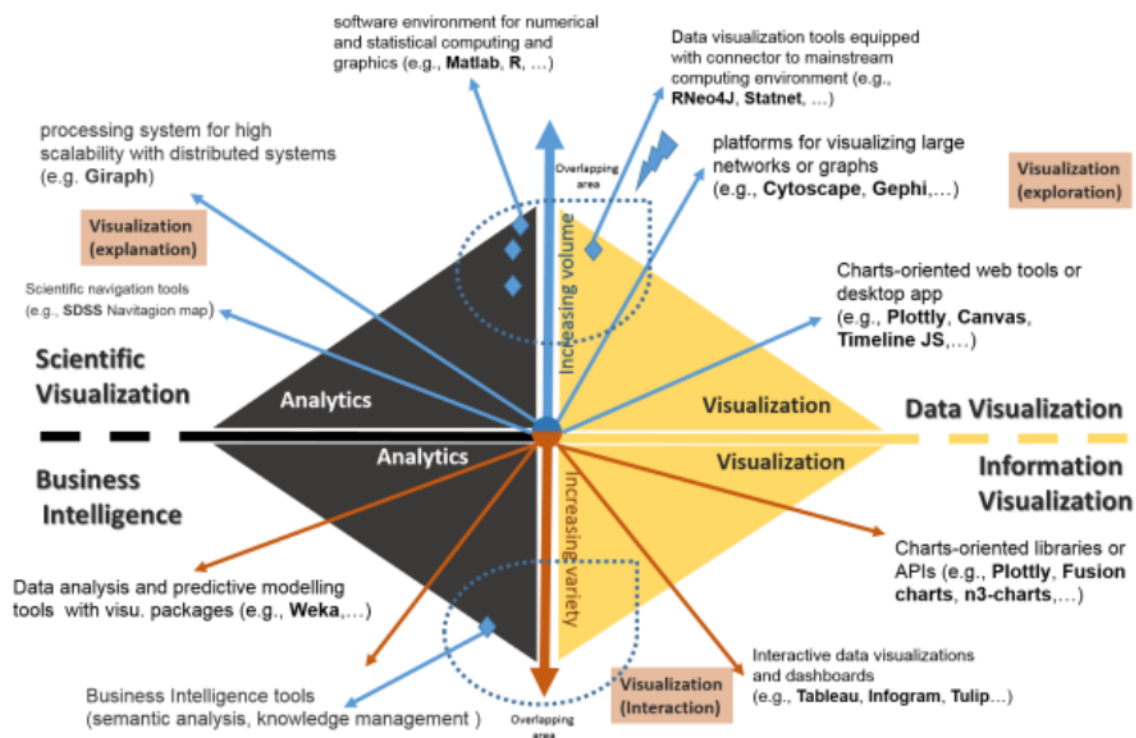 software environment for numerical
and statistical computing and
graphics (e.g., Matlab, R, ...)
Data visualization tools equipped
with connector to mainstream
computing environment (e.g.,
RNeo4J, Statnet, ...)
processing system for high
scalability with distributed systems
(e.g. Giraph)
Overlapping
area
platforms for visualizing large
networks or graphs
(e.g., Cytoscape, Gephi,...)
Visualization
(exploration)
Visualization
(explanation)
Increasing volume
Scientific navigation tools
(e.g., SDSS Navitagion map)
Charts-oriented web tools or
desktop app
(e.g., Plottly, Canvas,
Timeline JS,...)
Scientific
Visualization
Analytics
Visualization
Data Visualization
Business
Intelligence
Analytics
Visualization
Information
Visualization
Increasing variety
Data analysis and predictive modelling
tools with visu. packages (e.g., Weka,...)
Charts-oriented libraries or
APIs (e.g., Plottly, Fusion
charts, n3-charts,...)
Business Intelligence tools
(semantic analysis, knowledge management )
Overlapping
area
Visualization
(Interaction)
Interactive data visualizations
and dashboards
(e.g., Tableau, Infogram, Tulip...)